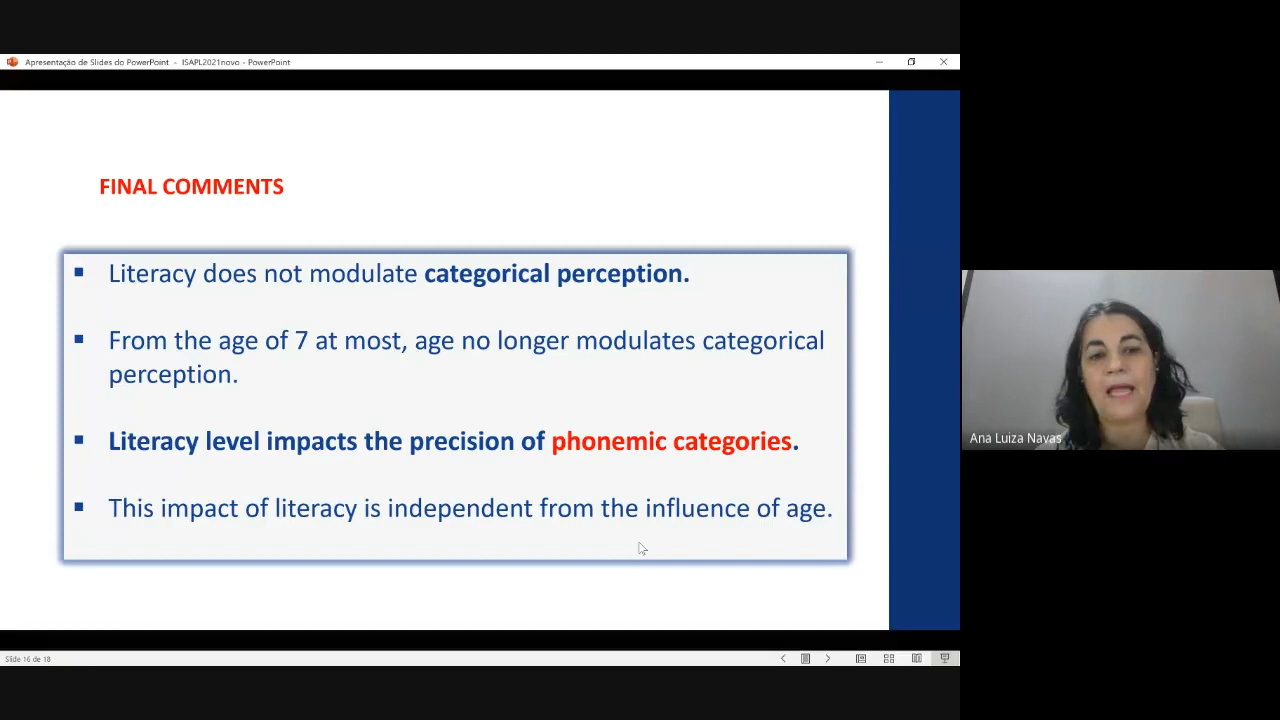 Apresentação de Slides do PowerPoint - ISAPL2021novo - PowerPoint
FINAL COMMENTS
▪ Literacy does not modulate categorical perception.
▪ From the age of 7 at most, age no longer modulates categorical
perception.
▪ Literacy level impacts the precision of phonemic categories.
▪ This impact of literacy is independent from the influence of age.
Ana Luiza Navas
Slide 16 de 18